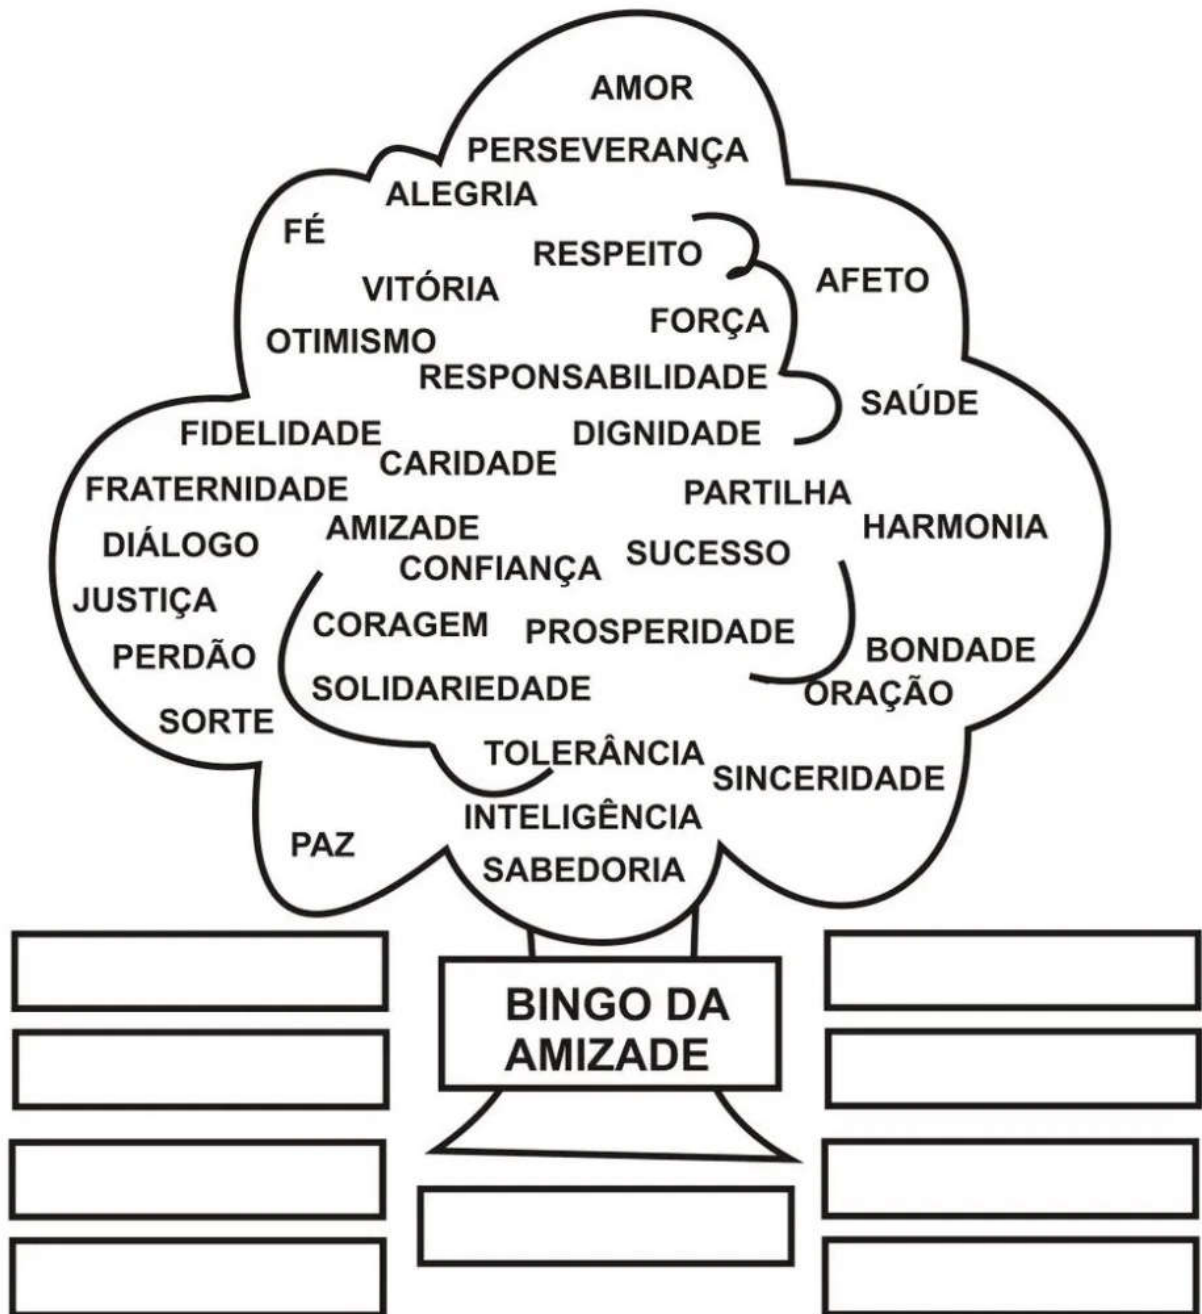 AMOR
PERSEVERANÇA
ALEGRIA
FÉ
RESPEITO
VITÓRIA
AFETO
FORÇA
OTIMISMO
RESPONSABILIDADE
SAÚDE
FIDELIDADE
DIGNIDADE
CARIDADE
FRATERNIDADE
PARTILHA
AMIZADE
HARMONIA
DIÁLOGO
SUCESSO
CONFIANÇA
JUSTIÇA
CORAGEM
PROSPERIDADE
PERDÃO
BONDADE
SOLIDARIEDADE
ORAÇÃO
SORTE
TOLERÂNCIA
SINCERIDADE
INTELIGÊNCIA
PAZ
SABEDORIA
BINGO DA
AMIZADE